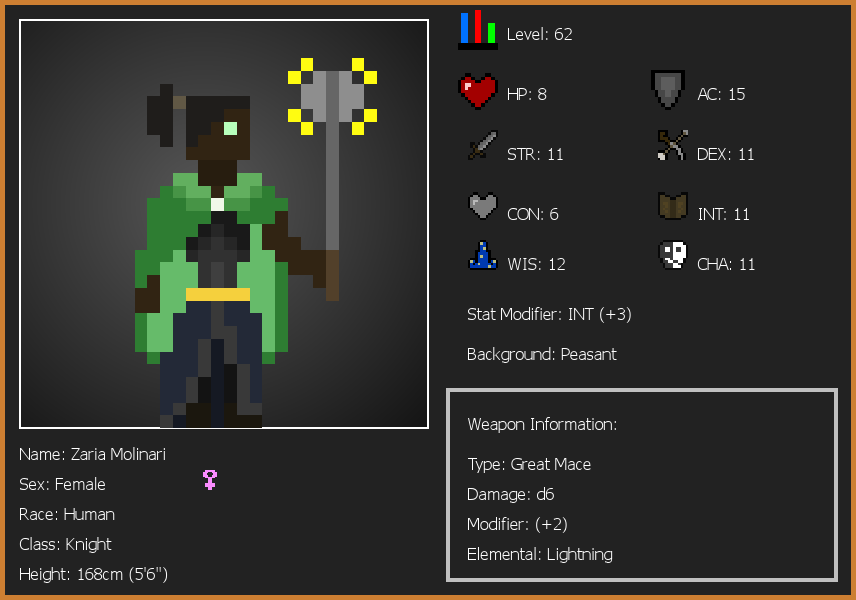 Level: 62
HP: 8
AC: 15
STR: 11
DEX: 11
CON: 6
INT: 11
WIS: 12
CHA: 11
Stat Modifier: INT (+3)
Background: Peasant
Weapon Information:
Type: Great Mace
Damage: d6
Modifier: (+2)
Elemental: Lightning
Name: Zaria Molinari
Sex: Female
Race: Human
Class: Knight
Height: 168cm (5'6")